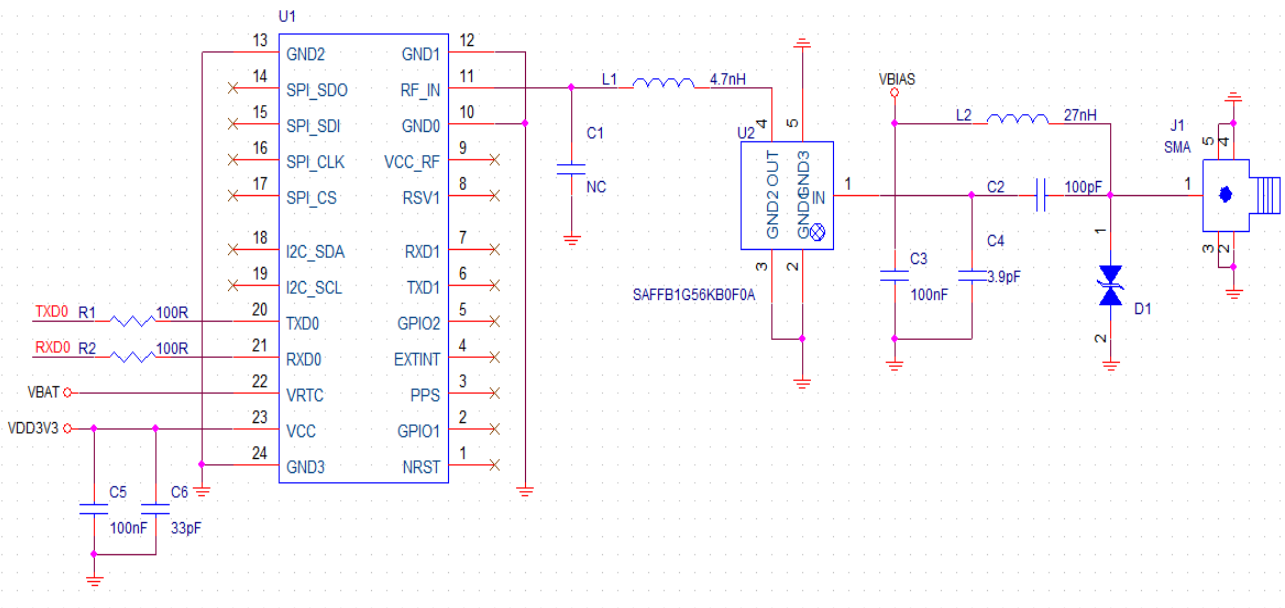 U1
13 GND2 GND1 12
14 SPI_SDO RF_IN 11
15 SPI_SDI GND0 10
16 SPI_CLK VCC_RF 9
17 SPI_CS RSV1 8
18 I2C_SDA RXD1 7
19 I2C_SCL TXD1 6
TXD0 R1 100R 20 TXD0 GPIO2 5
RXD0 R2 100R 21 RXD0 EXTINT 4
VBAT 22 VRTC PPS 3
VDD3V3 23 VCC GPIO1 2
24 GND3 NRST 1
C5
100nF
C6
33pF
C1
NC
L1 4.7nH
U2
4
5
OUT
GND3
GND2
IN
1
3
2
SAFFB1G56KB0F0A
VBIAS
L2 27nH
C2 100pF
C3
100nF
C4
3.9pF
1
D1
2
J1
SMA
5
4
1
3
2